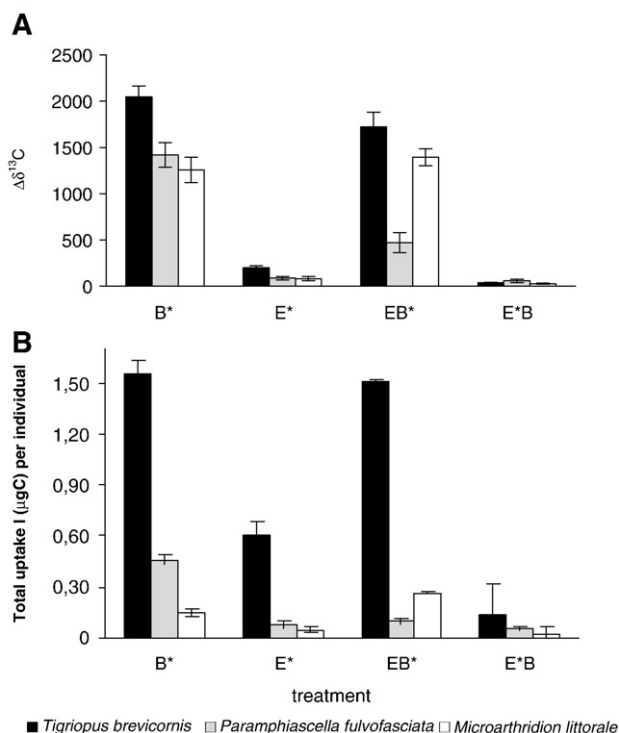 A
2500
2000
1500
1000
500
0
Δδ¹³C
B* E* EB* E*B
B
1,50
1,20
0,90
0,60
0,30
0
Total uptake I (µgC) per individual
B* E* EB* E*B
treatment
Tigriopus brevicornis Paramphiascella fulvofasciata Microarthridion littorale